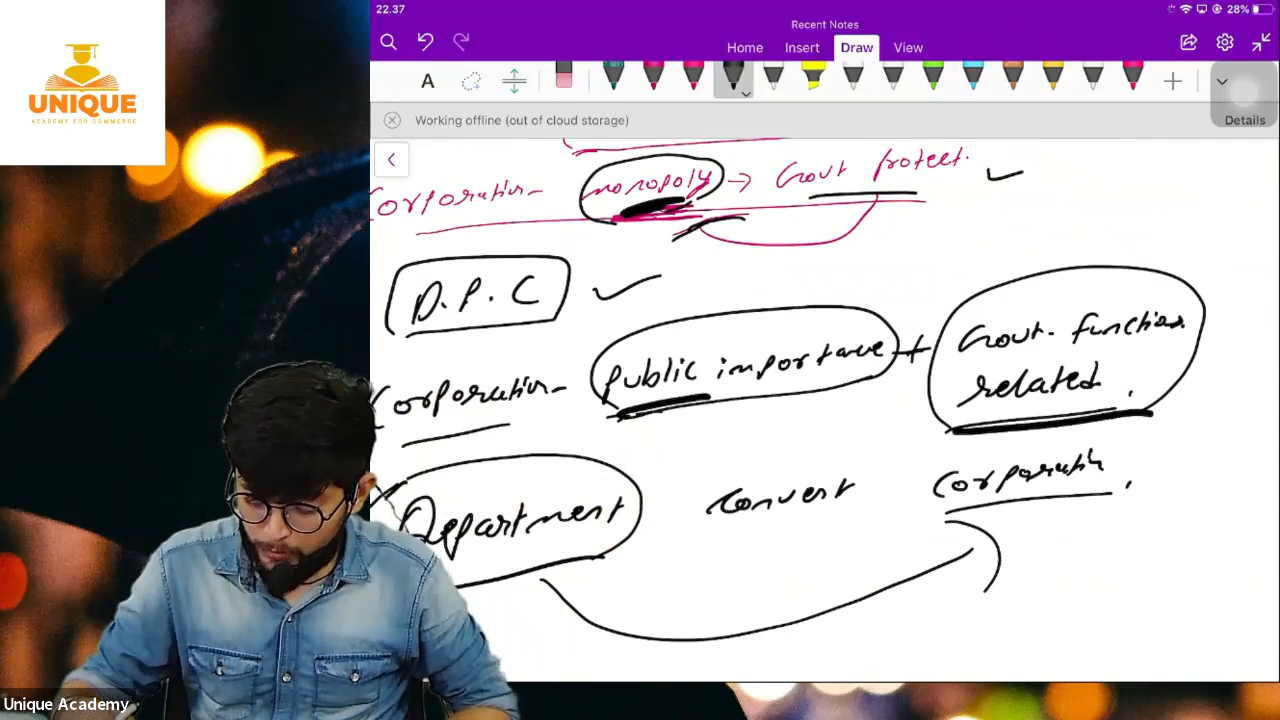 22.37
28%
Recent Notes
Home Insert Draw View
UNIQUE
ACADEMY FOR COMMERCE
A
Working offline (out of cloud storage)
Details
Corporation - monopoly → Govt protect.
D.P.C
Corporation - public importance + Govt. function
related.
Department convert corporation.
Unique Academy